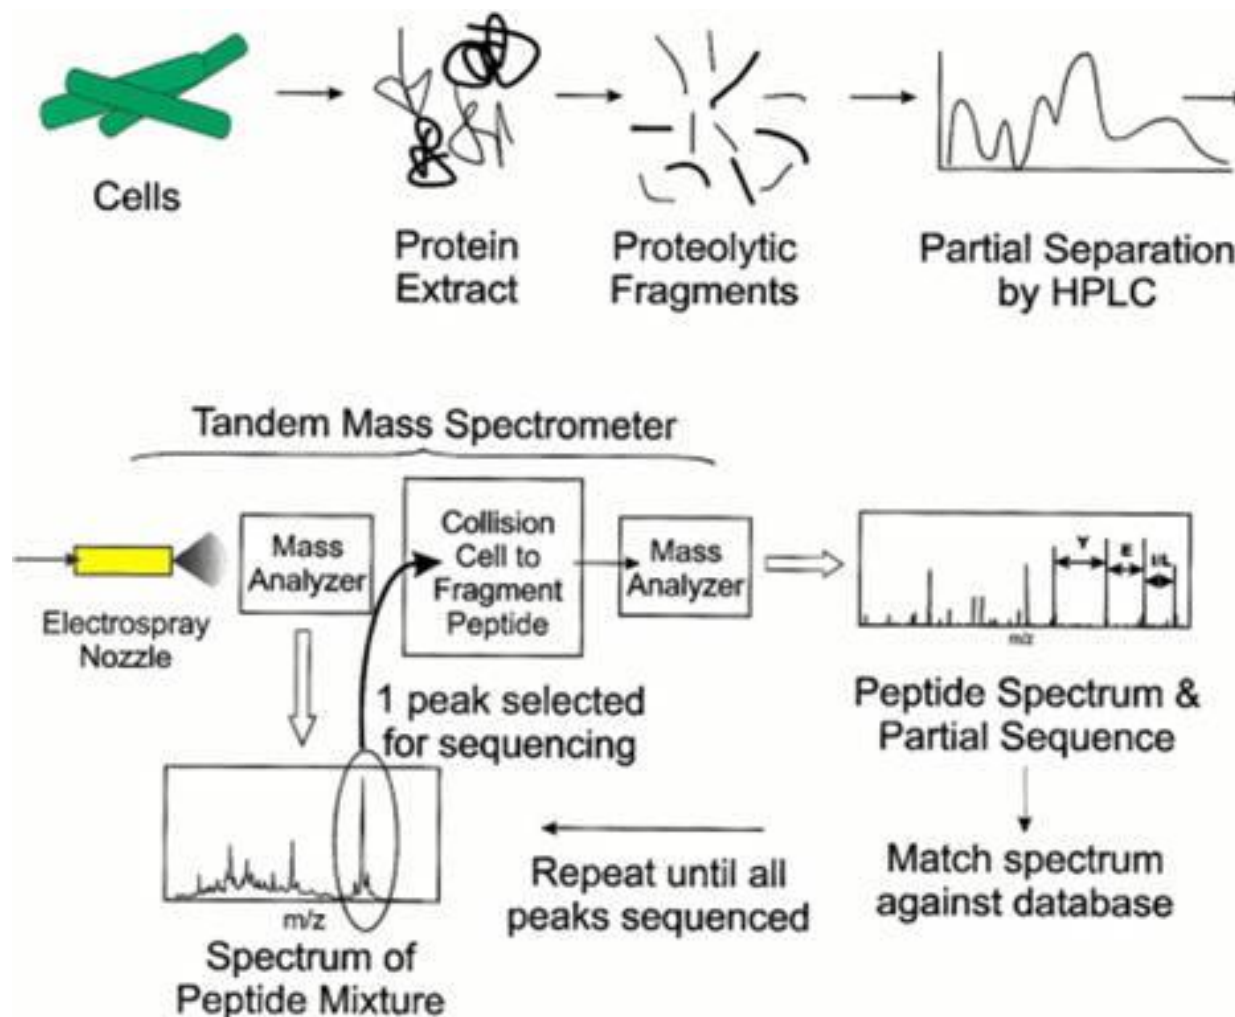 Cells
Protein
Extract
Proteolytic
Fragments
Partial Separation
by HPLC
Tandem Mass Spectrometer
Electrospray
Nozzle
Mass
Analyzer
Collision
Cell to
Fragment
Peptide
Mass
Analyzer
Y
E
I/L
m/z
Peptide Spectrum &
Partial Sequence
1 peak selected
for sequencing
m/z
Spectrum of
Peptide Mixture
Repeat until all
peaks sequenced
Match spectrum
against database